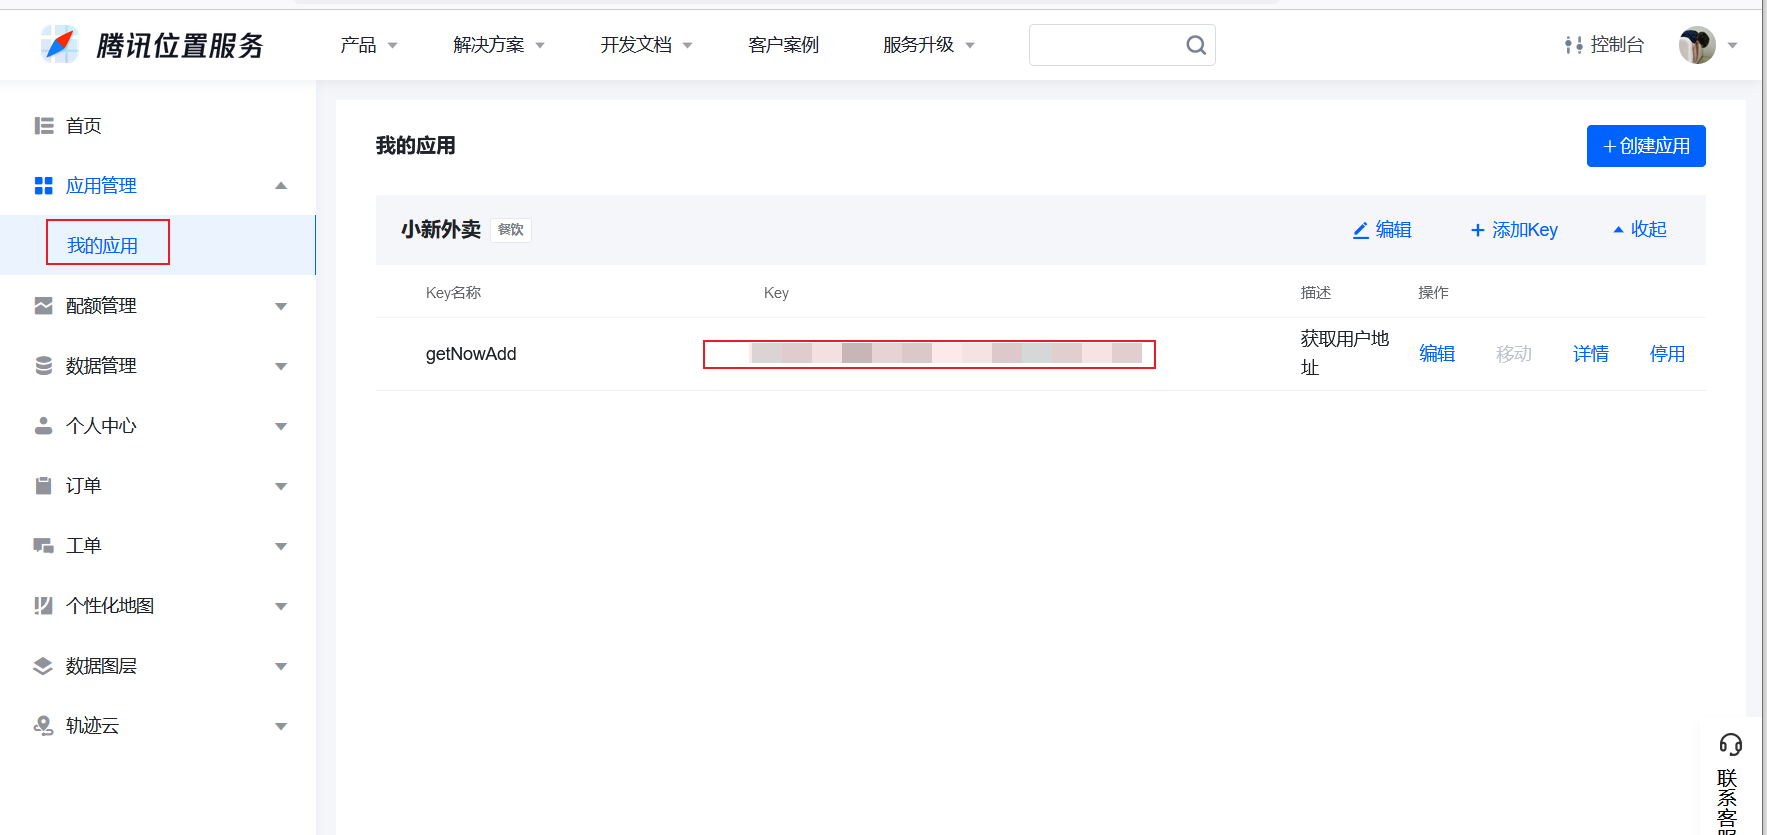 腾讯位置服务
产品
解决方案
开发文档
客户案例
服务升级
控制台
首页
应用管理
我的应用
配额管理
数据管理
个人中心
订单
工单
个性化地图
数据图层
轨迹云
我的应用
+创建应用
小新外卖 餐饮
编辑
+ 添加Key
收起
Key名称 Key 描述 操作
getNowAdd
获取用户地
址
编辑 移动 详情 停用
联
系
客
服